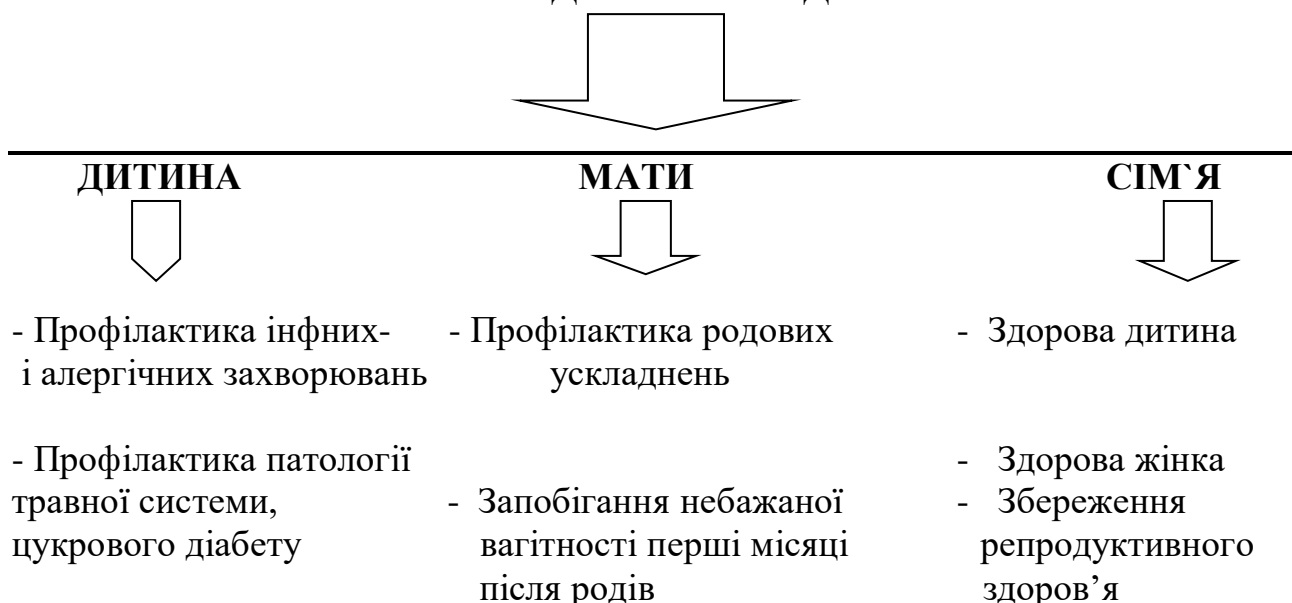 ДИТИНА МАТИ СІМ`Я
- Профілактика інфних-
і алергічних захворювань
- Профілактика патології
травної системи,
цукрового діабету
- Профілактика родових
ускладнень
- Запобігання небажаної
вагітності перші місяці
після родів
- Здорова дитина
- Здорова жінка
- Збереження
репродуктивного
здоров’я